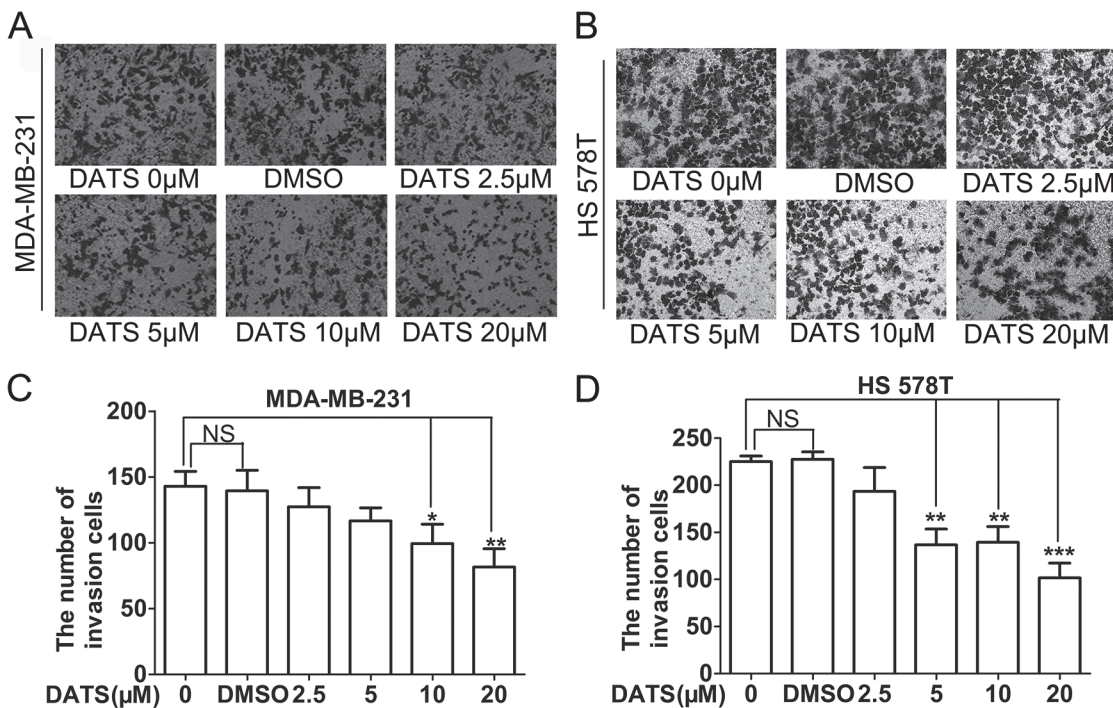 A
MDA-MB-231
DATS 0µM
DMSO
DATS 2.5µM
DATS 5µM
DATS 10µM
DATS 20µM
B
HS 578T
DATS 0µM
DMSO
DATS 2.5µM
DATS 5µM
DATS 10µM
DATS 20µM
C
MDA-MB-231
NS
*
**
The number of
invasion cells
200
150
100
50
0
DATS(µM) 0 DMSO 2.5 5 10 20
D
HS 578T
NS
**
**
***
The number of
invasion cells
250
200
150
100
50
0
DATS(µM) 0 DMSO 2.5 5 10 20